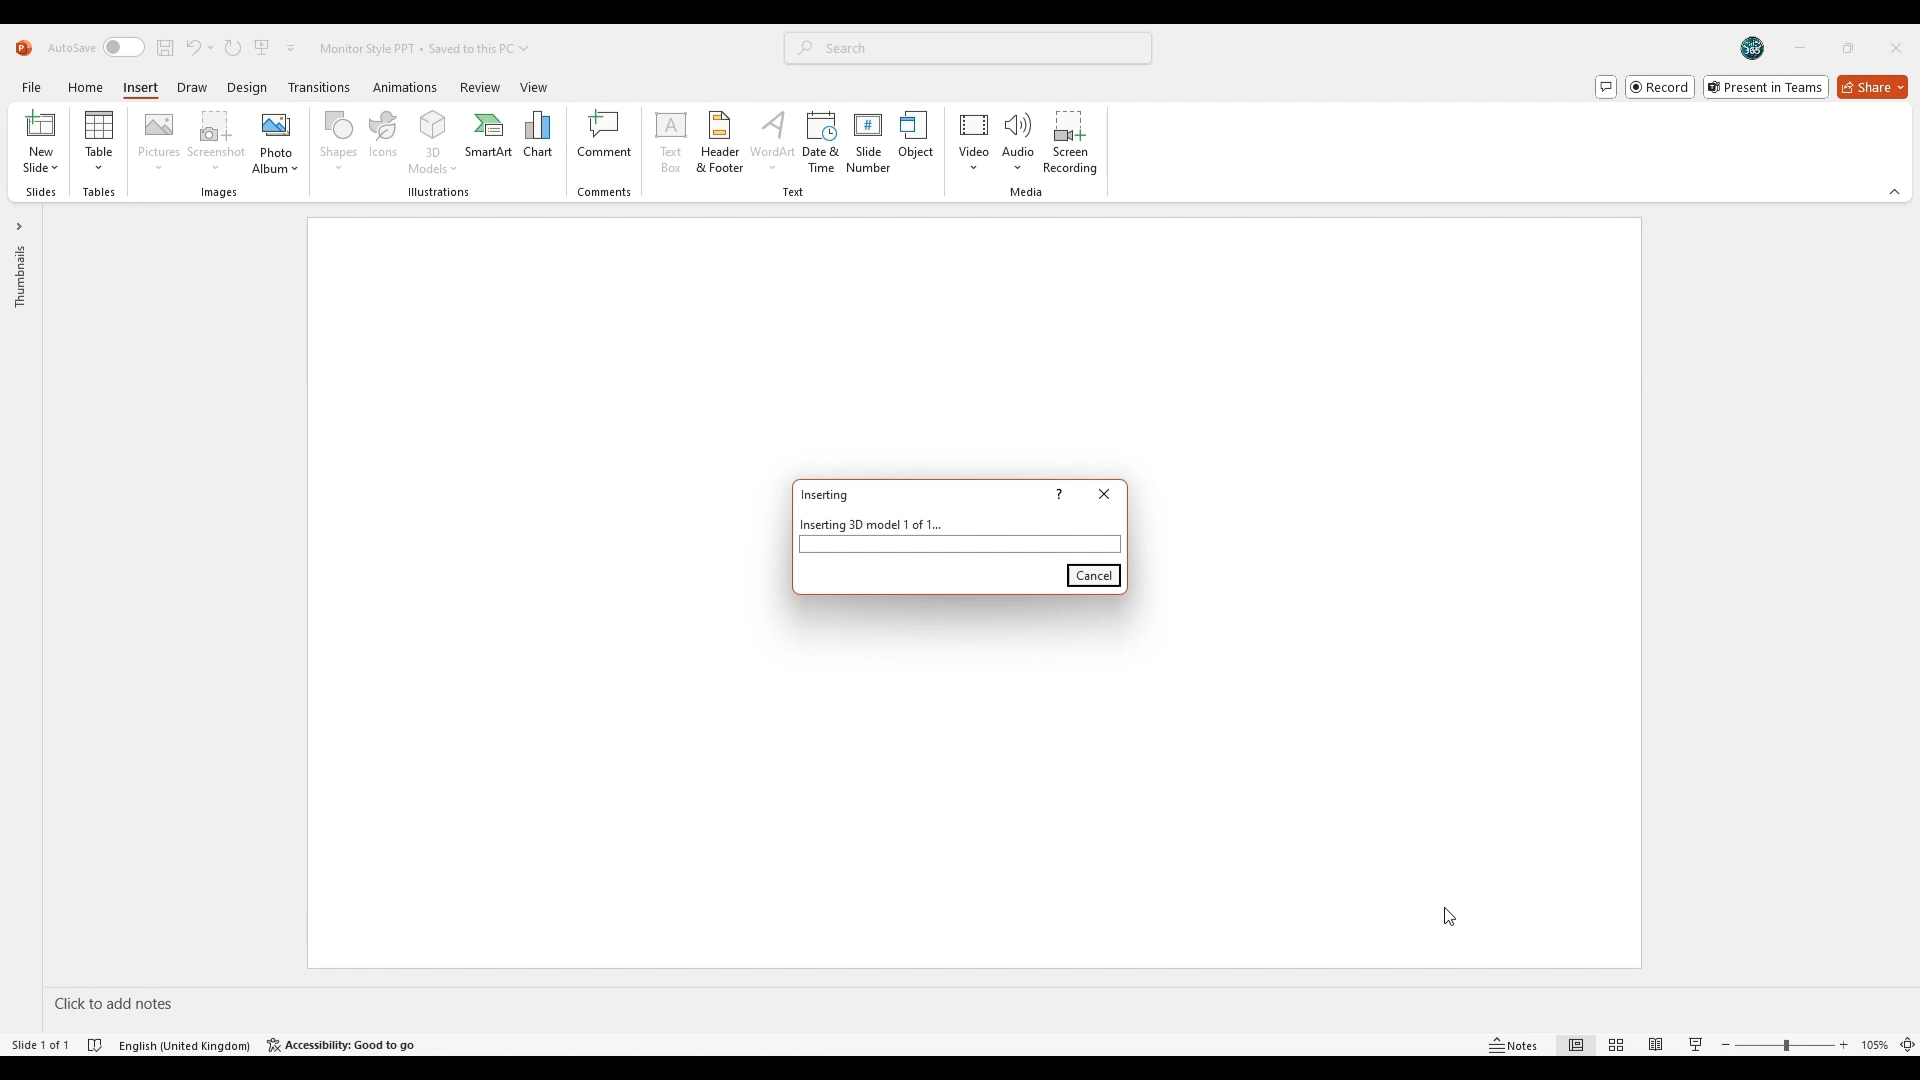 AutoSave
Monitor Style PPT • Saved to this PC
Search
File Home Insert Draw Design Transitions Animations Review View
Record
Present in Teams
Share
New Slide
Table
Pictures
Screenshot
Photo Album
Shapes
Icons
3D Models
SmartArt
Chart
Comment
Text Box
Header & Footer
WordArt
Date & Time
Slide Number
Object
Video
Audio
Screen Recording
Slides
Tables
Images
Illustrations
Comments
Text
Media
Thumbnails
Inserting
?
Inserting 3D model 1 of 1...
Cancel
Click to add notes
Slide 1 of 1
English (United Kingdom)
Accessibility: Good to go
Notes
105%